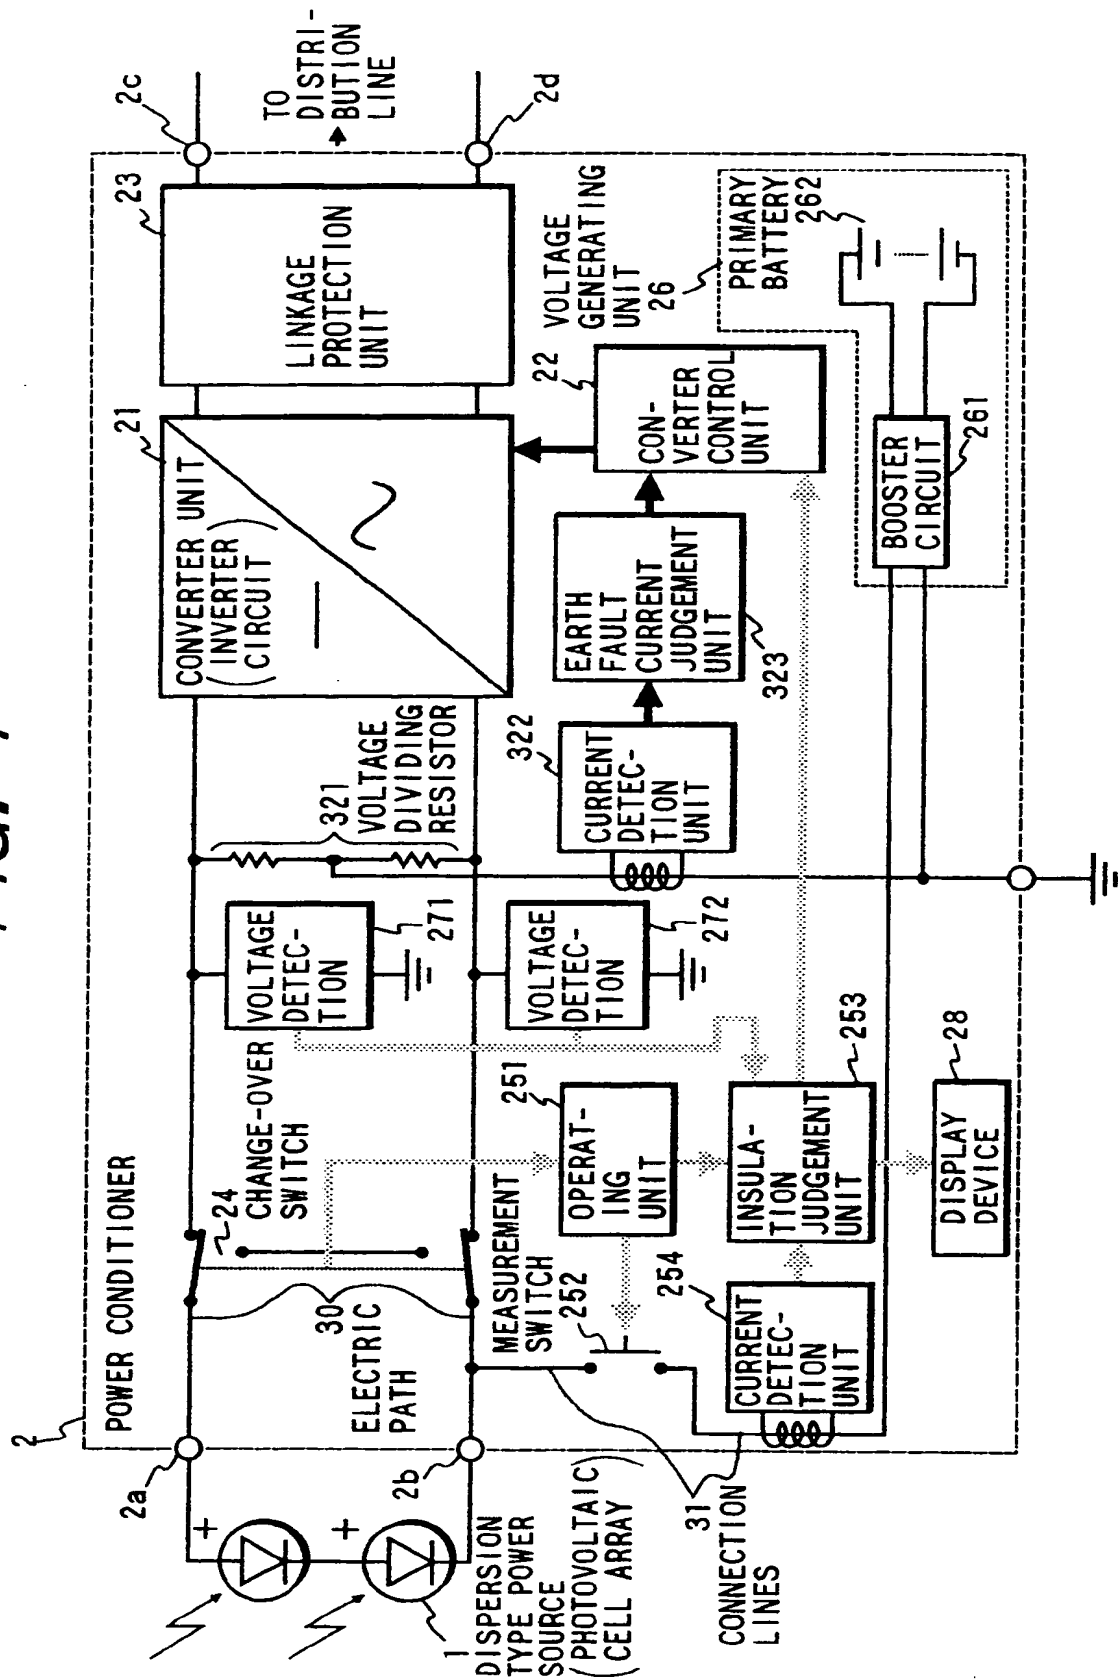 2
POWER CONDITIONER
2a
2b
2c
2d
TO
DISTRI-
BUTION
LINE
21
CONVERTER UNIT
(INVERTER)
(CIRCUIT)
23
LINKAGE
PROTECTION
UNIT
24
CHANGE-OVER
SWITCH
VOLTAGE
DETEC-
TION
271
321
VOLTAGE
DIVIDING
RESISTOR
30
ELECTRIC
PATH
VOLTAGE
DETEC-
TION
272
+
+
1
DISPERSION
TYPE POWER
SOURCE
(PHOTOVOLTAIC)
(CELL ARRAY)
31
CONNECTION
LINES
MEASUREMENT
SWITCH
252
251
OPERAT-
ING
UNIT
322
CURRENT
DETEC-
TION
UNIT
EARTH
FAULT
CURRENT
JUDGEMENT
UNIT
323
22
CON-
VERTER
CONTROL
UNIT
VOLTAGE
GENERATING
UNIT
26
254
CURRENT
DETEC-
TION
UNIT
INSULA-
TION
JUDGEMENT
UNIT
253
PRIMARY
BATTERY
262
BOOSTER
CIRCUIT
261
28
DISPLAY
DEVICE